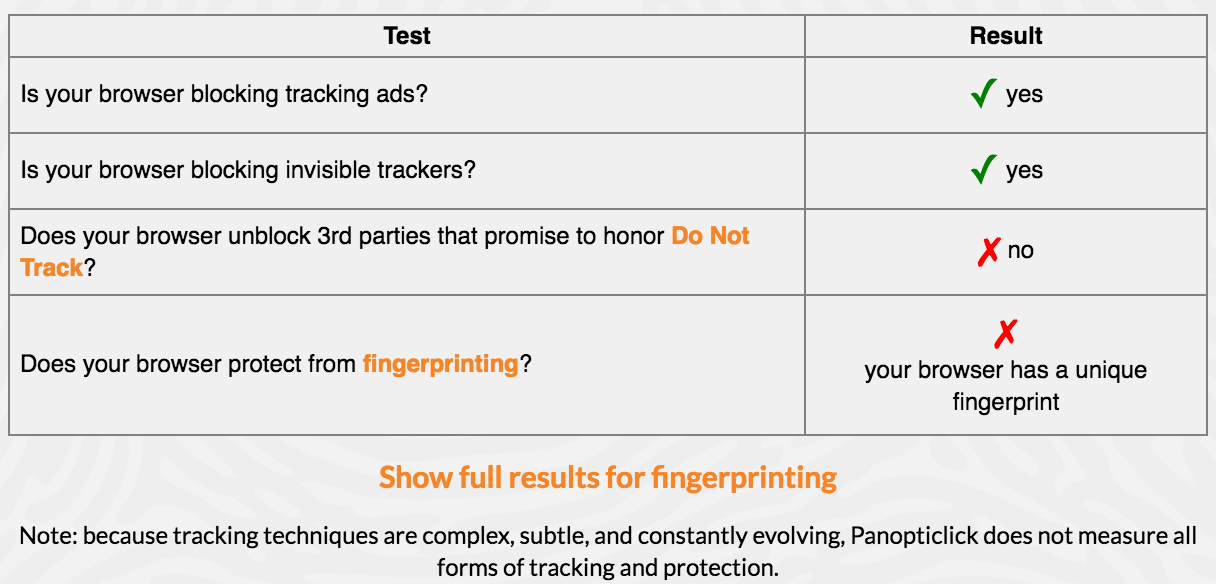 Test Result
Is your browser blocking tracking ads? ✓ yes
Is your browser blocking invisible trackers? ✓ yes
Does your browser unblock 3rd parties that promise to honor Do Not
Track?
✗ no
Does your browser protect from fingerprinting?
✗
your browser has a unique
fingerprint
Show full results for fingerprinting
Note: because tracking techniques are complex, subtle, and constantly evolving, Panopticlick does not measure all
forms of tracking and protection.